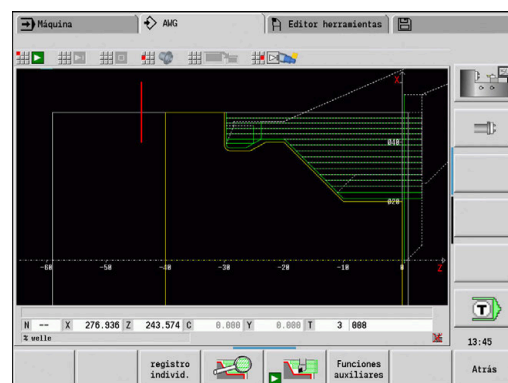 Máquina
AWG
Editor herramientas
X
Ø40
Ø20
-60 -50 -40 -30 -20 -10 0 Z
N -- X 276.936 Z 243.574 C 0.000 Y 0.000 T 3 000
% welle
T
13:45
registro individ.
Funciones auxiliares
Atrás